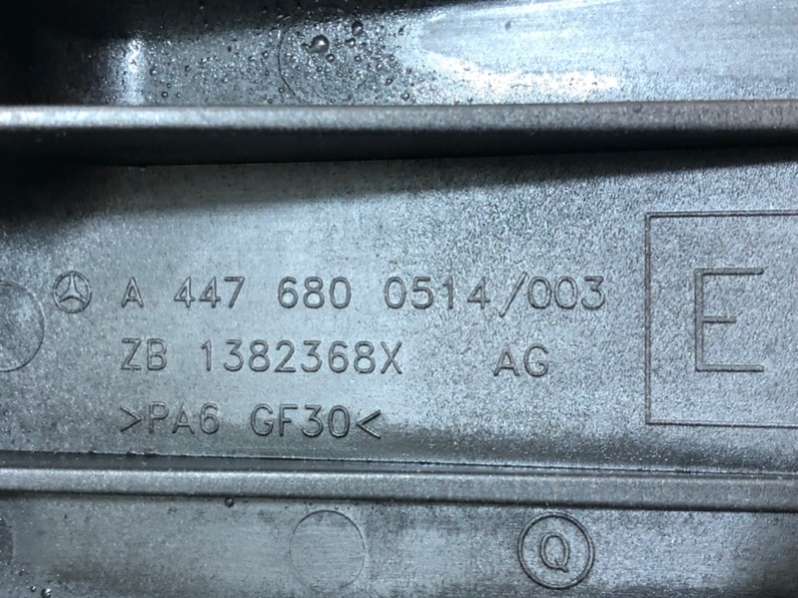 A 447 680 0514/003
ZB 1382368X AG
>PA6 GF30<
E
Q